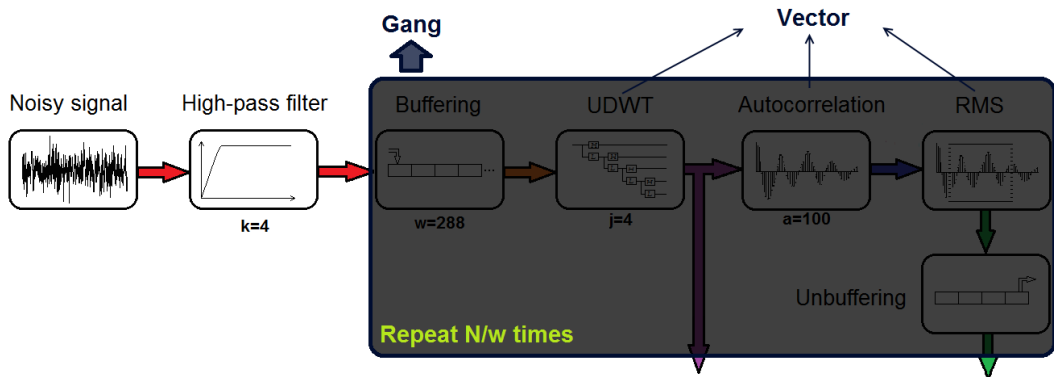 Gang
Vector
Noisy signal
High-pass filter
Buffering
UDWT
Autocorrelation
RMS
k=4
w=288
j=4
a=100
Unbuffering
Repeat N/w times